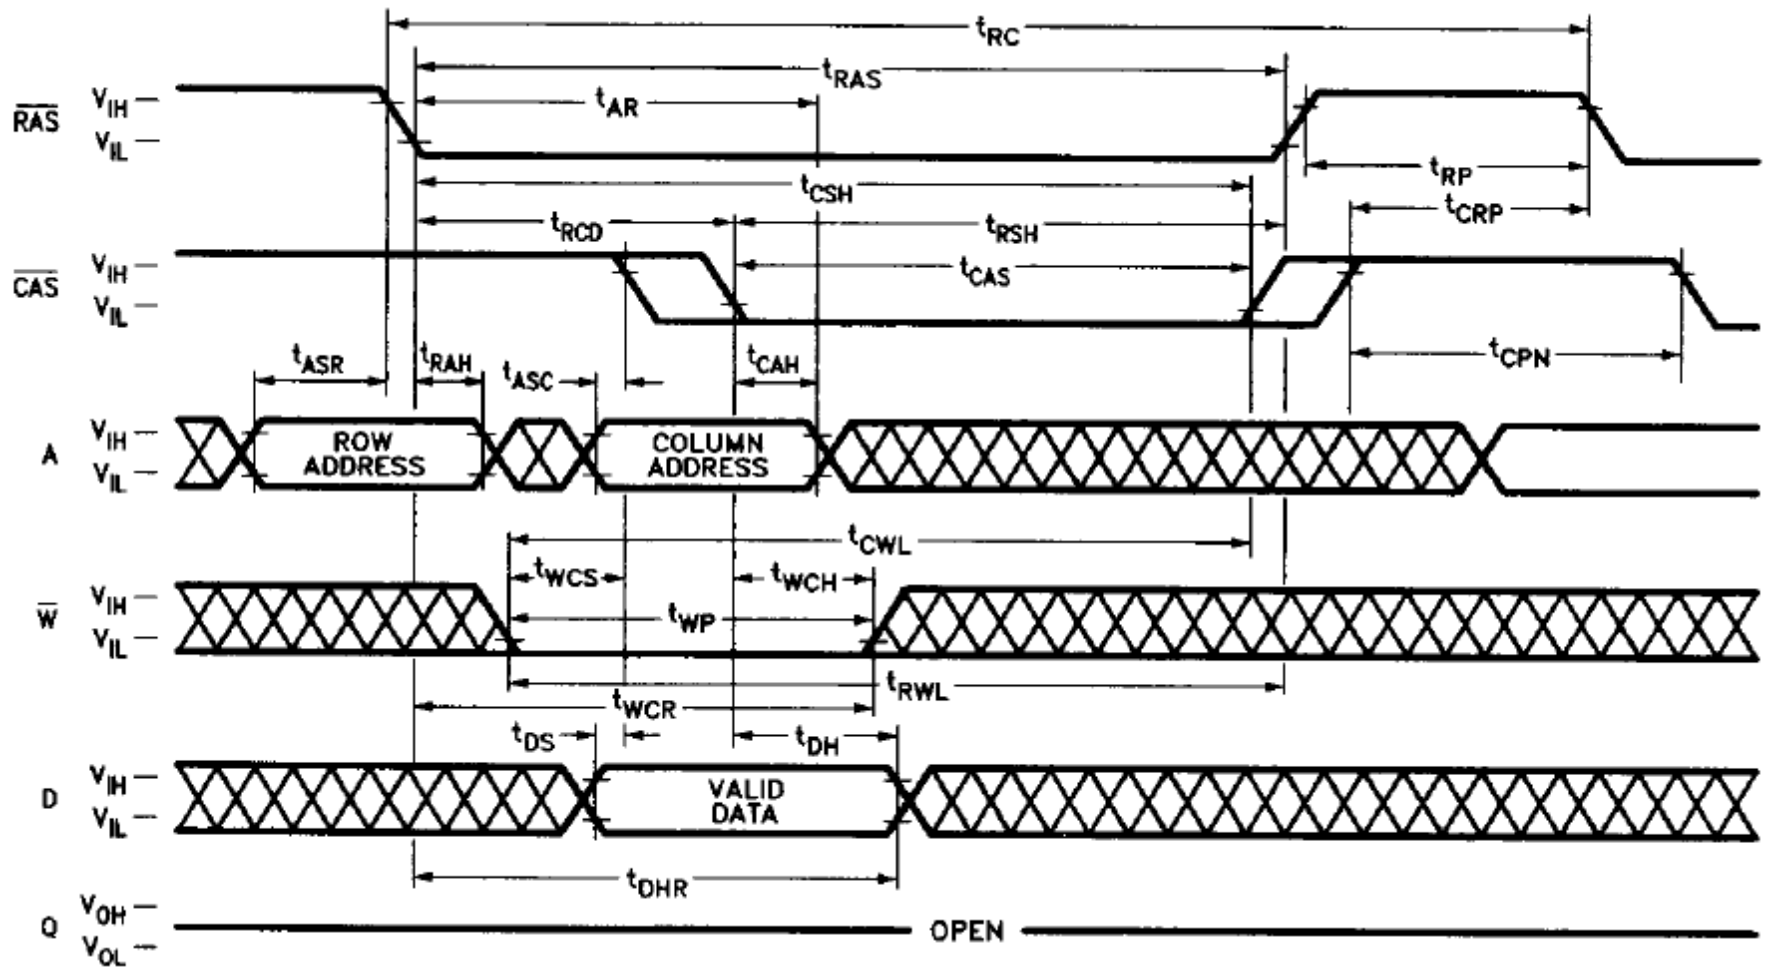 tRC
tRAS
tAR
RAS
VIH
VIL
tRP
tCSH
tCRP
tRCD
tRSH
CAS
VIH
VIL
tCAS
tCPN
tASR
tRAH
tASC
tCAH
A
VIH
VIL
ROW
ADDRESS
COLUMN
ADDRESS
tCWL
tWCS
tWCH
W
VIH
VIL
tWP
tRWL
tWCR
tDS
tDH
D
VIH
VIL
VALID
DATA
tDHR
Q
VOH
VOL
OPEN